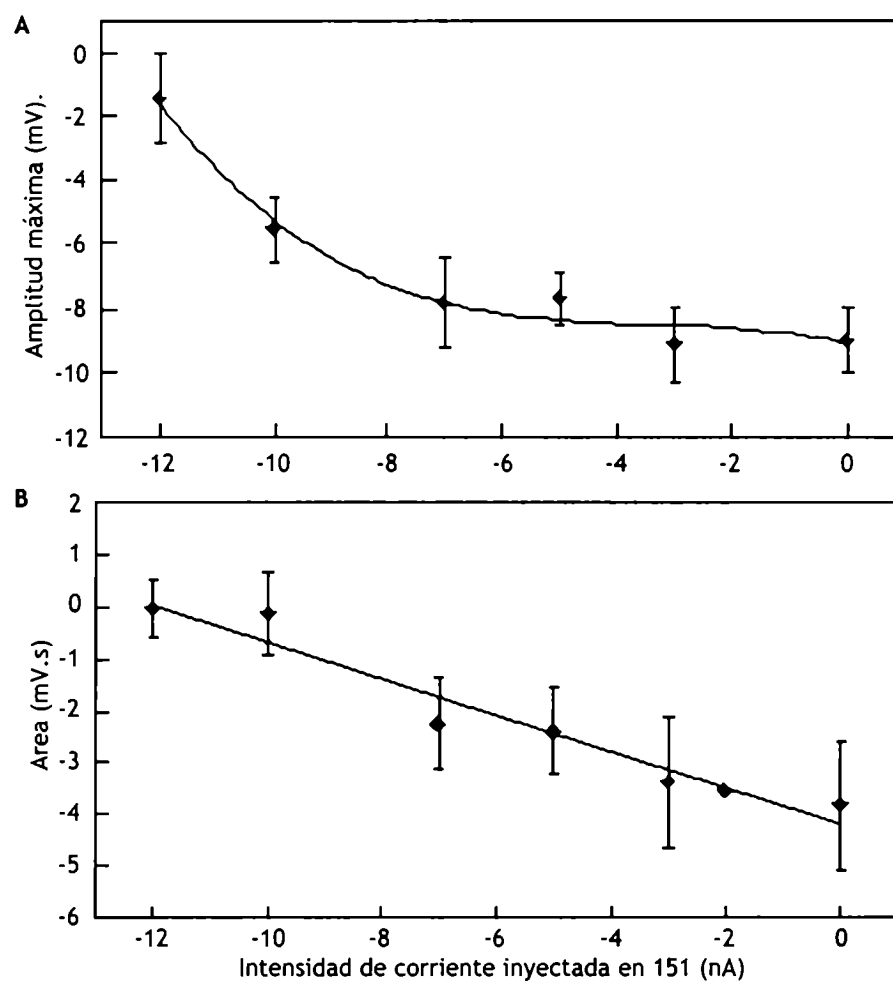 A
0
-2
-4
-6
-8
-10
-12
Amplitud máxima (mV).
-12 -10 -8 -6 -4 -2 0
B
2
1
0
-1
-2
-3
-4
-5
-6
Area (mV.s)
-12 -10 -8 -6 -4 -2 0
Intensidad de corriente inyectada en 151 (nA)